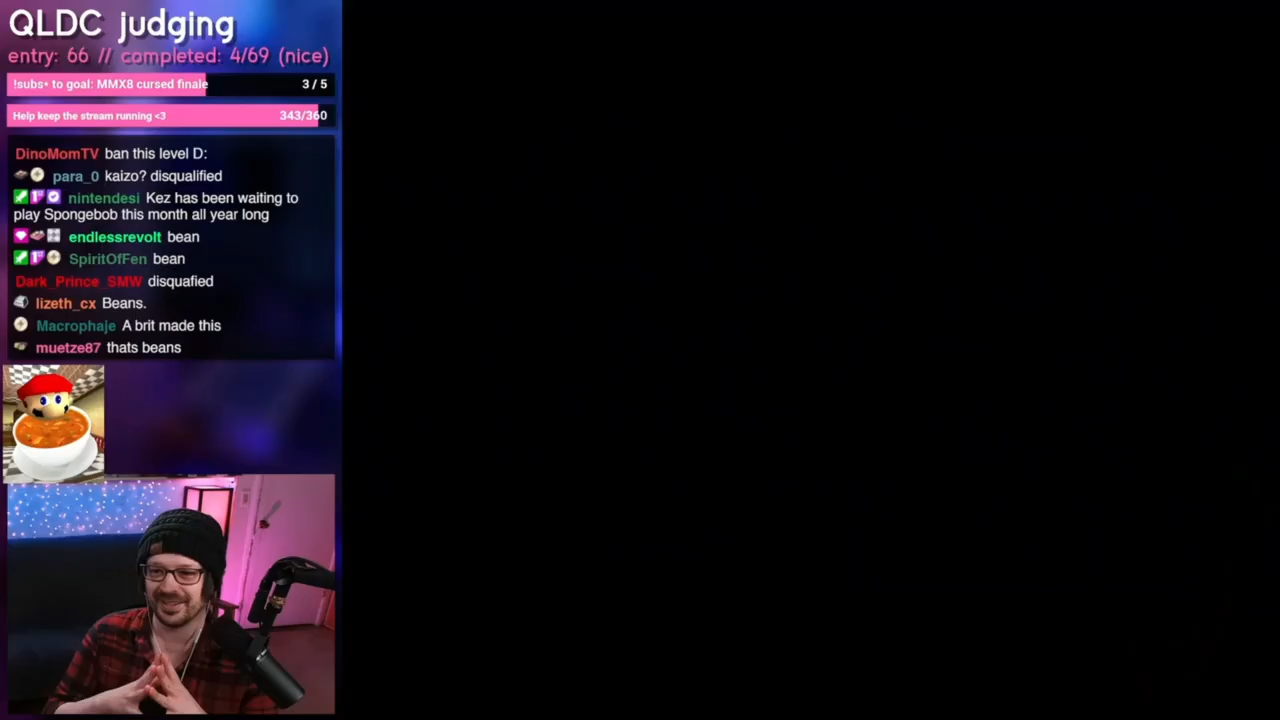 QLDC judging
entry: 66 // completed: 4/69 (nice)
!subs• to goal: MMX8 cursed finale 3 / 5
Help keep the stream running <3 343/360
DinoMomTV ban this level D:
para_0 kaizo? disqualified
nintendesi Kez has been waiting to
play Spongebob this month all year long
endlessrevolt bean
SpiritOfFen bean
Dark_Prince_SMW disquafied
lizeth_cx Beans.
Macrophaje A brit made this
muetze87 thats beans